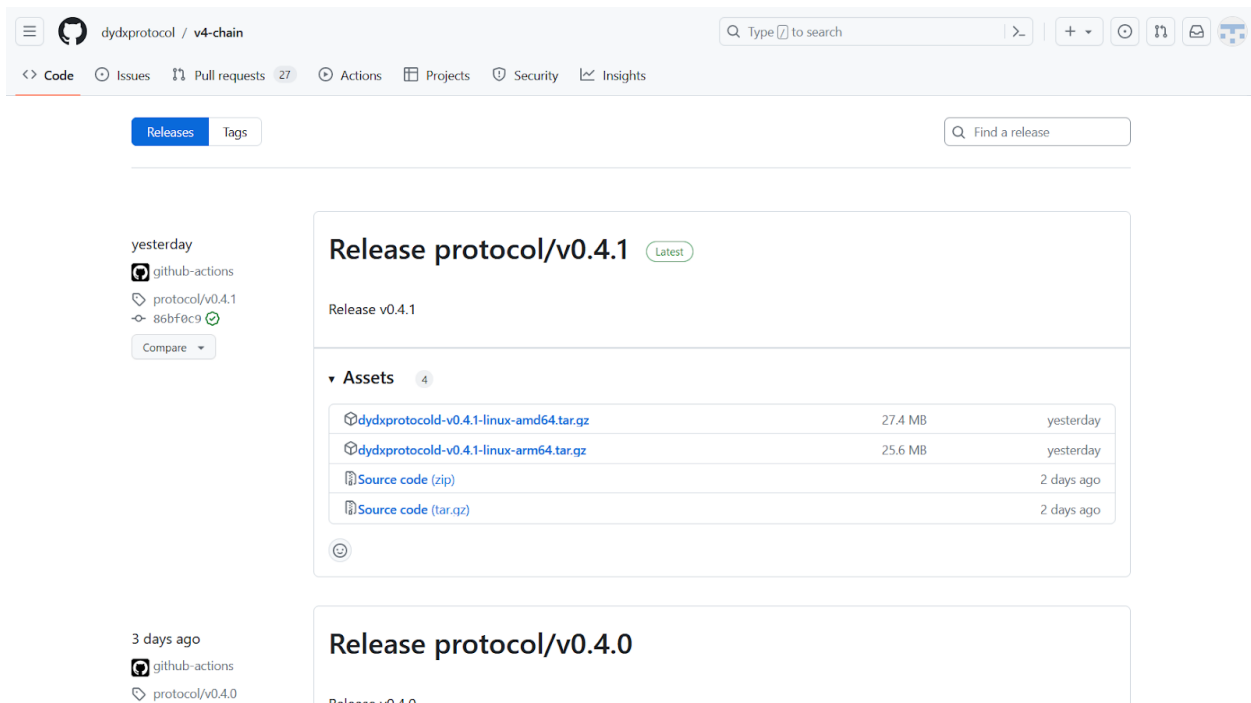 dydxprotocol / v4-chain
Type / to search
Code Issues Pull requests 27 Actions Projects Security Insights
Releases Tags
Find a release
yesterday
github-actions
protocol/v0.4.1
86bf0c9
Compare
Release protocol/v0.4.1 Latest
Release v0.4.1
Assets 4
dydxprotocold-v0.4.1-linux-amd64.tar.gz 27.4 MB yesterday
dydxprotocold-v0.4.1-linux-arm64.tar.gz 25.6 MB yesterday
Source code (zip) 2 days ago
Source code (tar.gz) 2 days ago
3 days ago
github-actions
protocol/v0.4.0
Release protocol/v0.4.0
Release v0.4.0